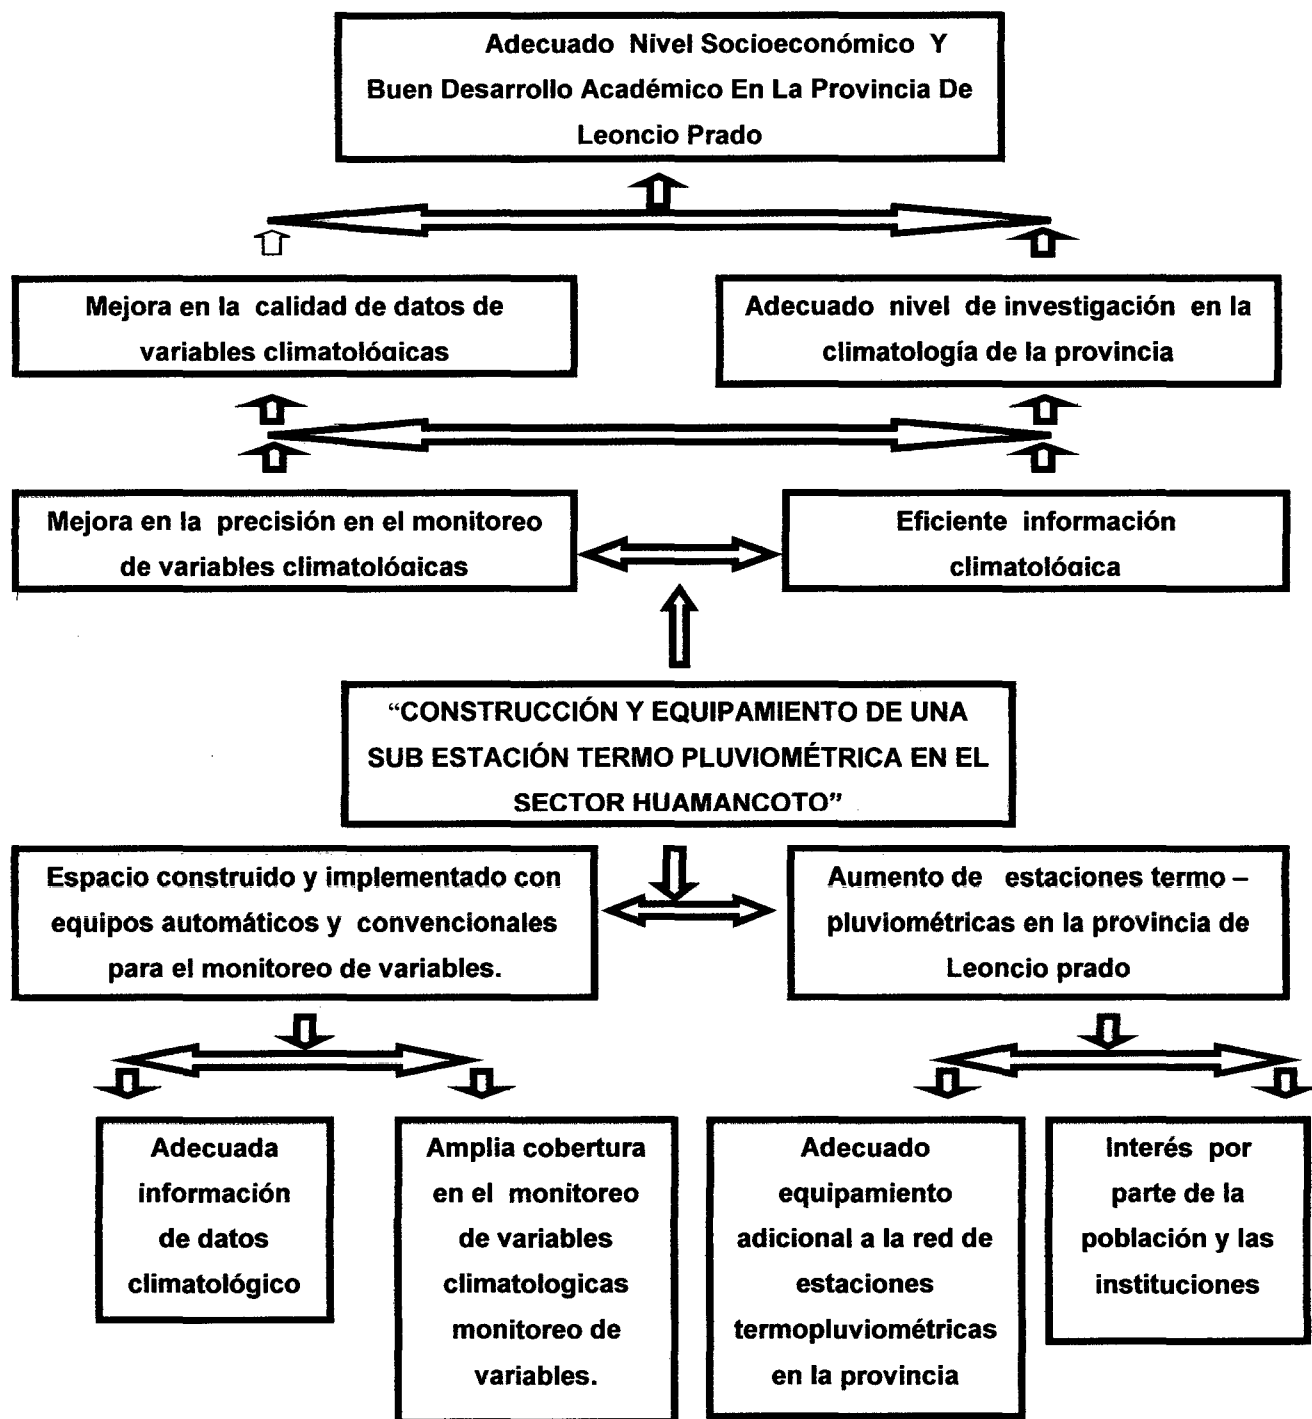 Adecuado Nivel Socioeconómico Y
Buen Desarrollo Académico En La Provincia De
Leoncio Prado
Mejora en la calidad de datos de
variables climatológicas
Adecuado nivel de investigación en la
climatología de la provincia
Mejora en la precisión en el monitoreo
de variables climatológicas
Eficiente información
climatológica
“CONSTRUCCIÓN Y EQUIPAMIENTO DE UNA
SUB ESTACIÓN TERMO PLUVIOMÉTRICA EN EL
SECTOR HUAMANCOTO”
Espacio construido y implementado con
equipos automáticos y convencionales
para el monitoreo de variables.
Aumento de estaciones termo –
pluviométricas en la provincia de
Leoncio prado
Adecuada
información
de datos
climatológico
Amplia cobertura
en el monitoreo
de variables
climatologicas
monitoreo de
variables.
Adecuado
equipamiento
adicional a la red de
estaciones
termopluviométricas
en la provincia
Interés por
parte de la
población y las
instituciones